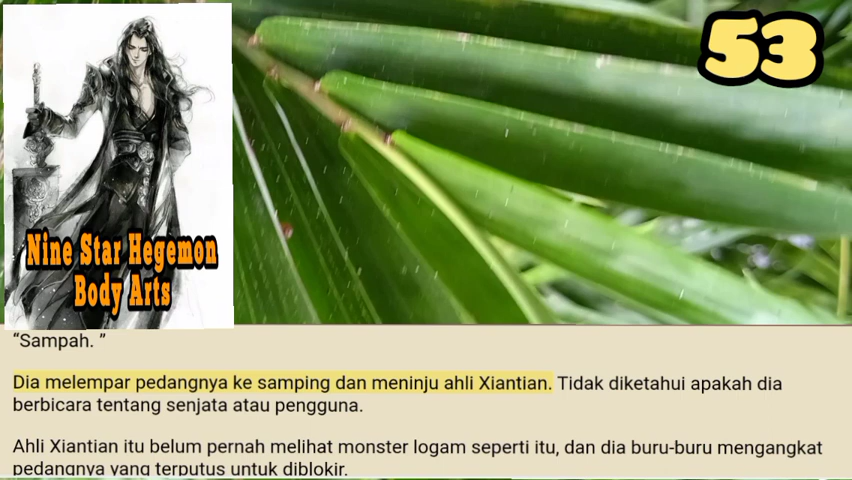 53
Nine Star Hegemon
Body Arts
“Sampah. ”
Dia melempar pedangnya ke samping dan meninju ahli Xiantian. Tidak diketahui apakah dia
berbicara tentang senjata atau pengguna.
Ahli Xiantian itu belum pernah melihat monster logam seperti itu, dan dia buru-buru mengangkat
pedangnya yang terputus untuk diblokir.